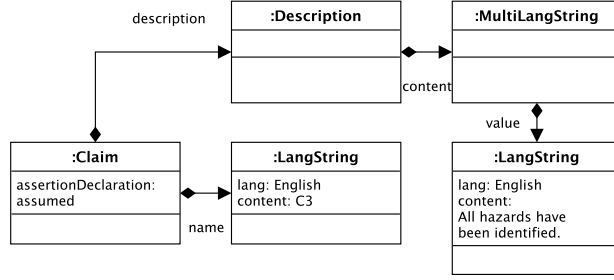 description
:Description
:MultiLangString
content
value
:Claim
assertionDeclaration:
assumed
name
:LangString
lang: English
content: C3
:LangString
lang: English
content:
All hazards have
been identified.